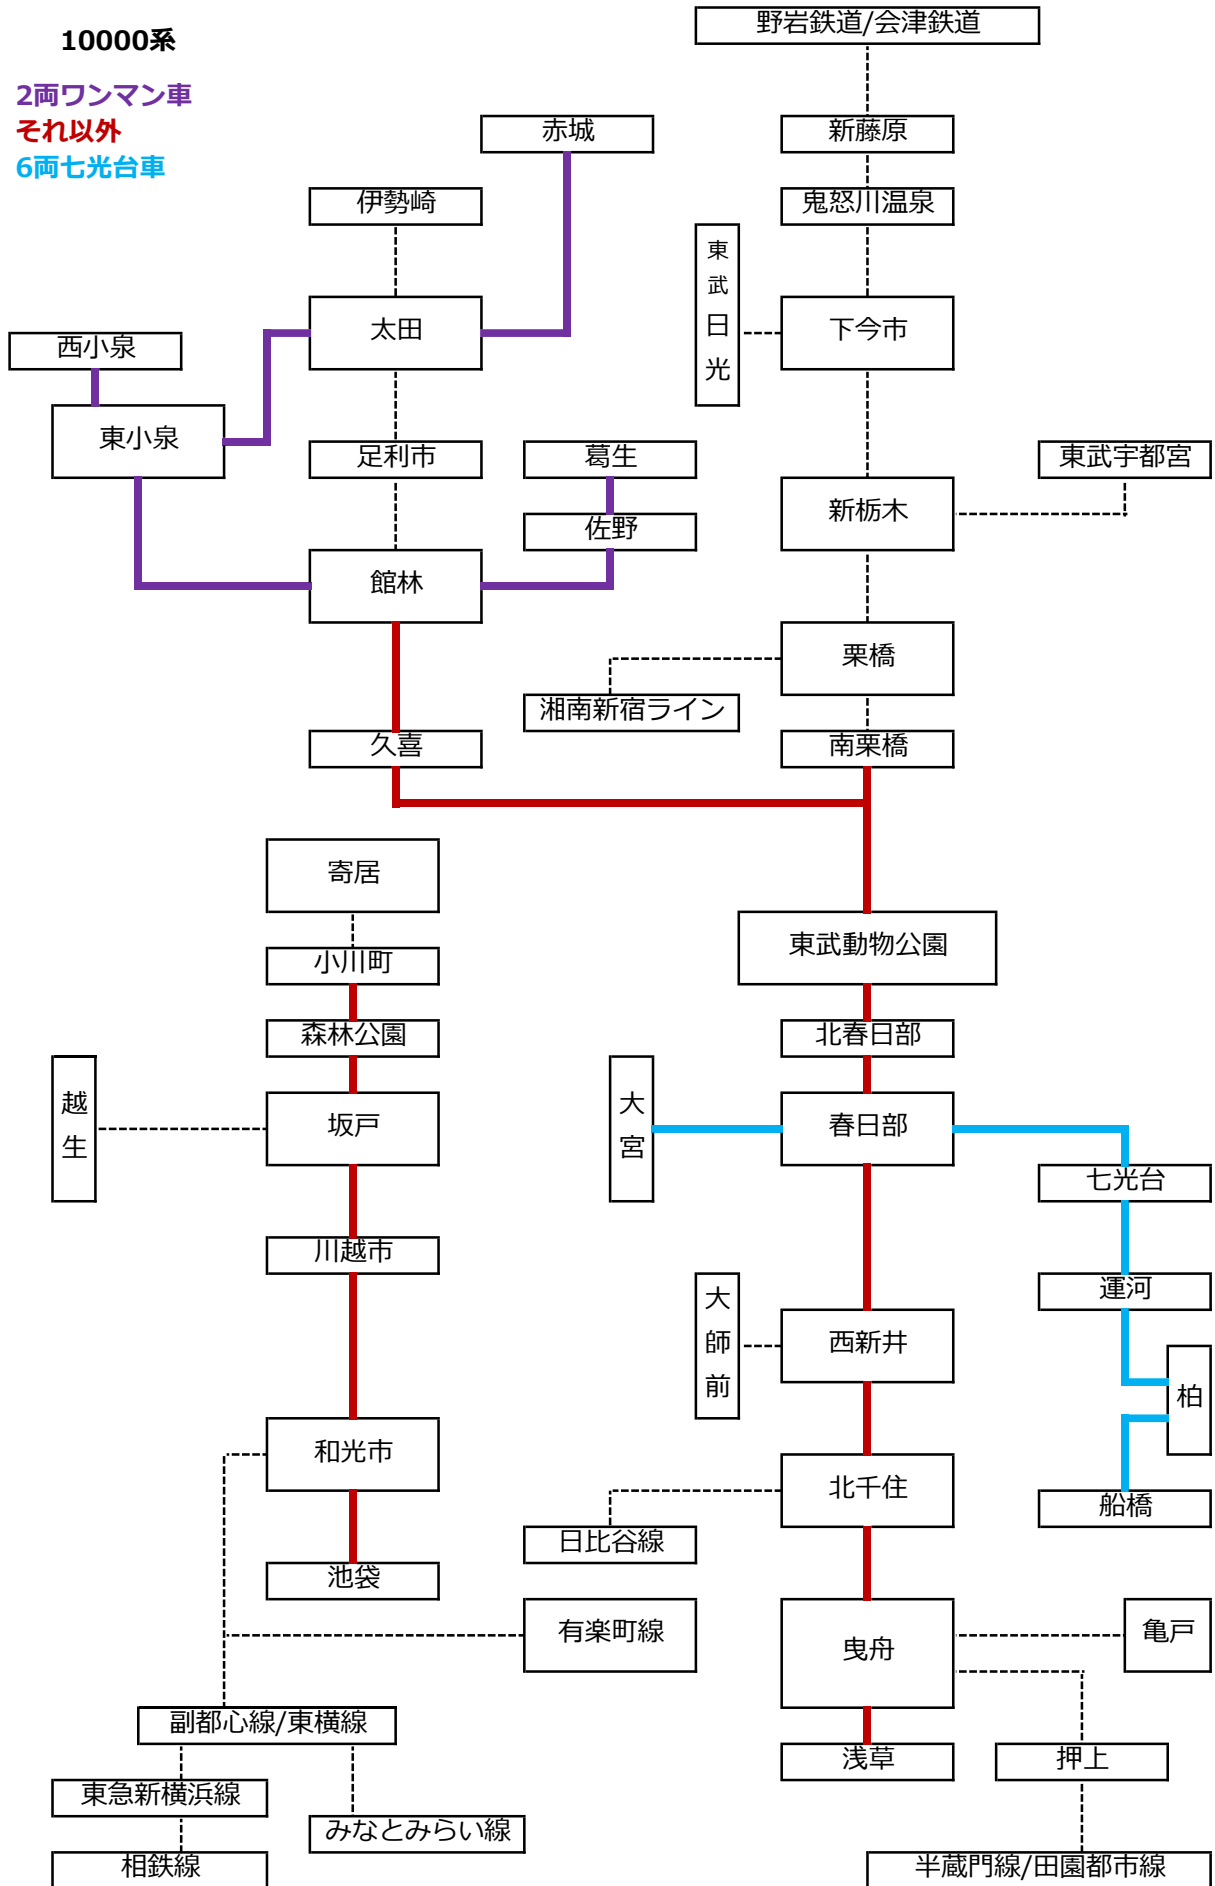 10000系
2両ワンマン車
それ以外
6両七光台車
野岩鉄道/会津鉄道
赤城
新藤原
伊勢崎
鬼怒川温泉
東武日光
太田
下今市
西小泉
東小泉
足利市
葛生
東武宇都宮
新栃木
佐野
館林
栗橋
湘南新宿ライン
久喜
南栗橋
寄居
東武動物公園
小川町
森林公園
北春日部
越生
坂戸
大宮
春日部
七光台
川越市
運河
大師前
西新井
柏
和光市
北千住
船橋
日比谷線
池袋
有楽町線
曳舟
亀戸
副都心線/東横線
浅草
押上
東急新横浜線
みなとみらい線
相鉄線
半蔵門線/田園都市線